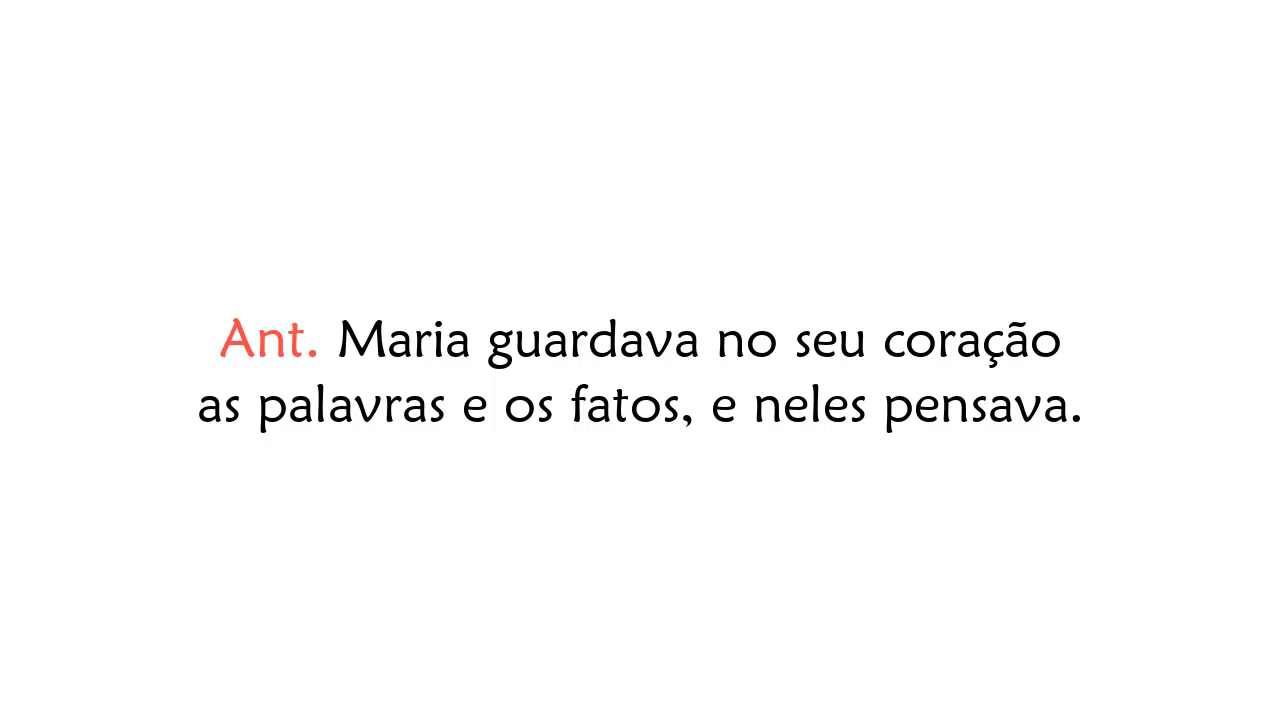 Ant. Maria guardava no seu coração
as palavras e os fatos, e neles pensava.